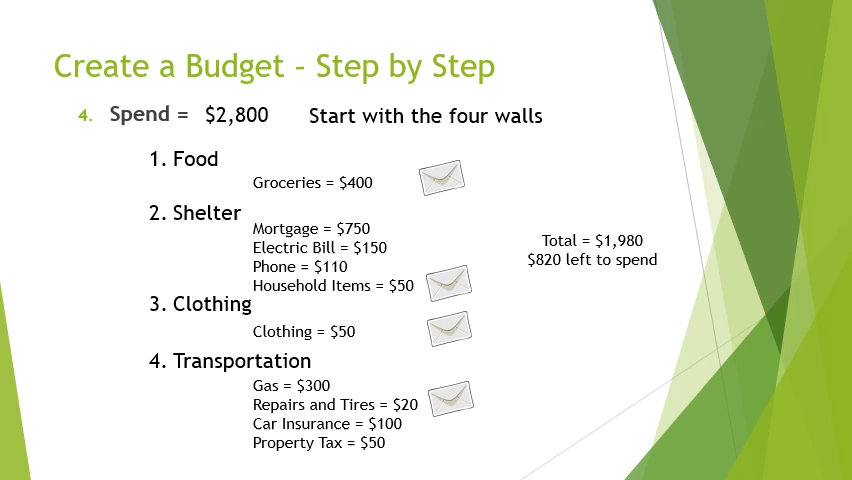 Create a Budget – Step by Step
4. Spend = $2,800 Start with the four walls
1. Food
Groceries = $400
2. Shelter
Mortgage = $750
Electric Bill = $150
Phone = $110
Household Items = $50
Total = $1,980
$820 left to spend
3. Clothing
Clothing = $50
4. Transportation
Gas = $300
Repairs and Tires = $20
Car Insurance = $100
Property Tax = $50